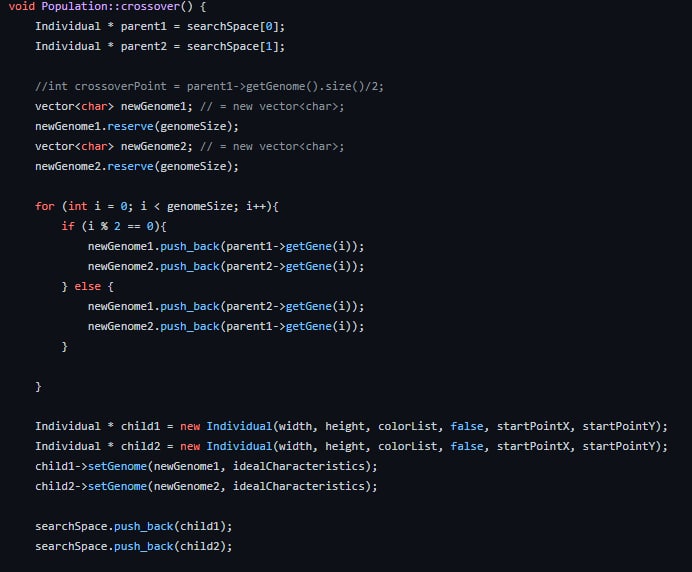 void Population::crossover() {
    Individual * parent1 = searchSpace[0];
    Individual * parent2 = searchSpace[1];

    //int crossoverPoint = parent1->getGenome().size()/2;
    vector<char> newGenome1; // = new vector<char>;
    newGenome1.reserve(genomeSize);
    vector<char> newGenome2; // = new vector<char>;
    newGenome2.reserve(genomeSize);

    for (int i = 0; i < genomeSize; i++){
        if (i % 2 == 0){
            newGenome1.push_back(parent1->getGene(i));
            newGenome2.push_back(parent2->getGene(i));
        } else {
            newGenome1.push_back(parent2->getGene(i));
            newGenome2.push_back(parent1->getGene(i));
        }

    }

    Individual * child1 = new Individual(width, height, colorList, false, startPointX, startPointY);
    Individual * child2 = new Individual(width, height, colorList, false, startPointX, startPointY);
    child1->setGenome(newGenome1, idealCharacteristics);
    child2->setGenome(newGenome2, idealCharacteristics);

    searchSpace.push_back(child1);
    searchSpace.push_back(child2);